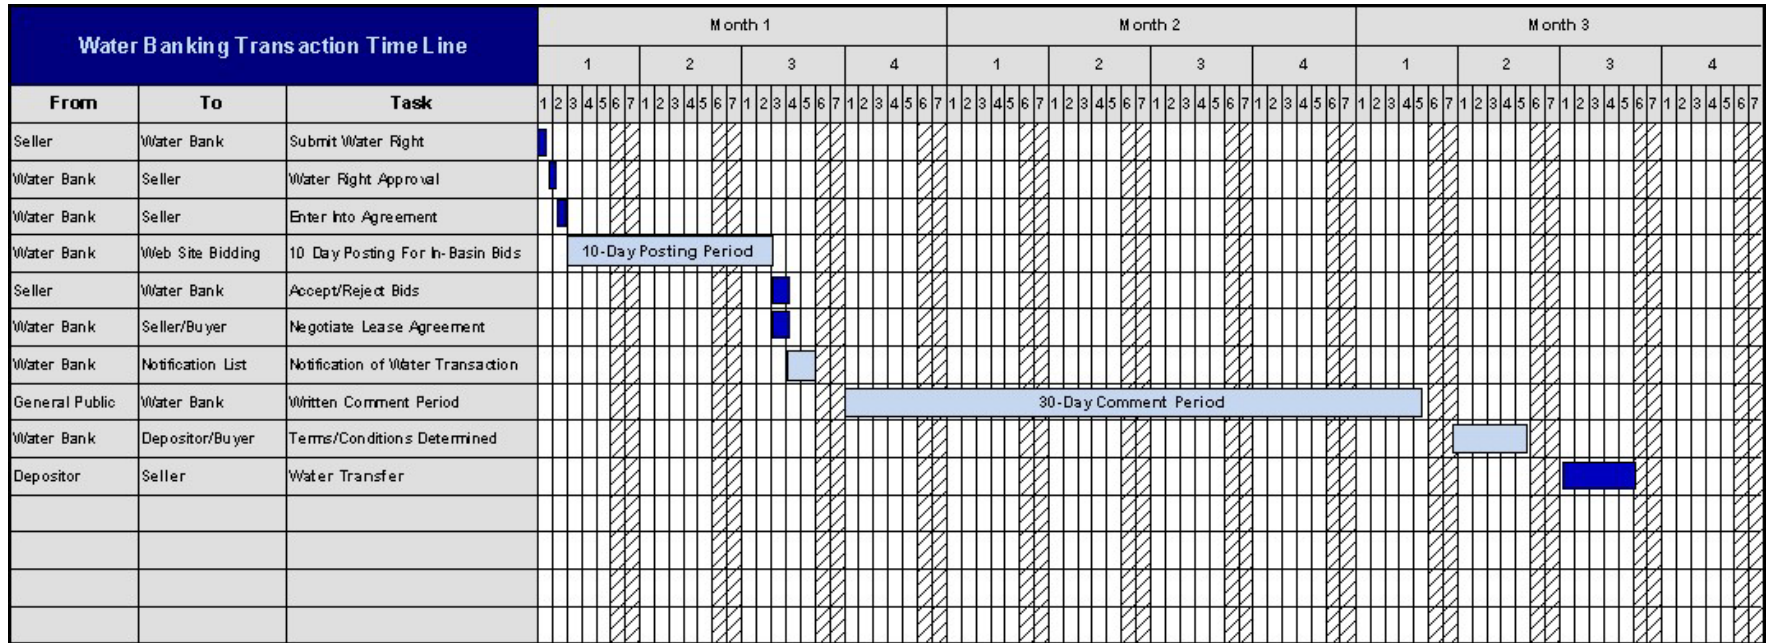 Water Banking Transaction Time Line
Month 1 Month 2 Month 3
1 2 3 4 1 2 3 4 1 2 3 4
From To Task 1 2 3 4 5 6 7 1 2 3 4 5 6 7 1 2 3 4 5 6 7 1 2 3 4 5 6 7 1 2 3 4 5 6 7 1 2 3 4 5 6 7 1 2 3 4 5 6 7 1 2 3 4 5 6 7 1 2 3 4 5 6 7 1 2 3 4 5 6 7 1 2 3 4 5 6 7 1 2 3 4 5 6 7
Seller Water Bank Submit Water Right
Water Bank Seller Water Right Approval
Water Bank Seller Enter Into Agreement
Water Bank Web Site Bidding 10 Day Posting For In-Basin Bids 10-Day Posting Period
Seller Water Bank Accept/Reject Bids
Water Bank Seller/Buyer Negotiate Lease Agreement
Water Bank Notification List Notification of Water Transaction
General Public Water Bank Written Comment Period 30-Day Comment Period
Water Bank Depositor/Buyer Terms/Conditions Determined
Depositor Seller Water Transfer